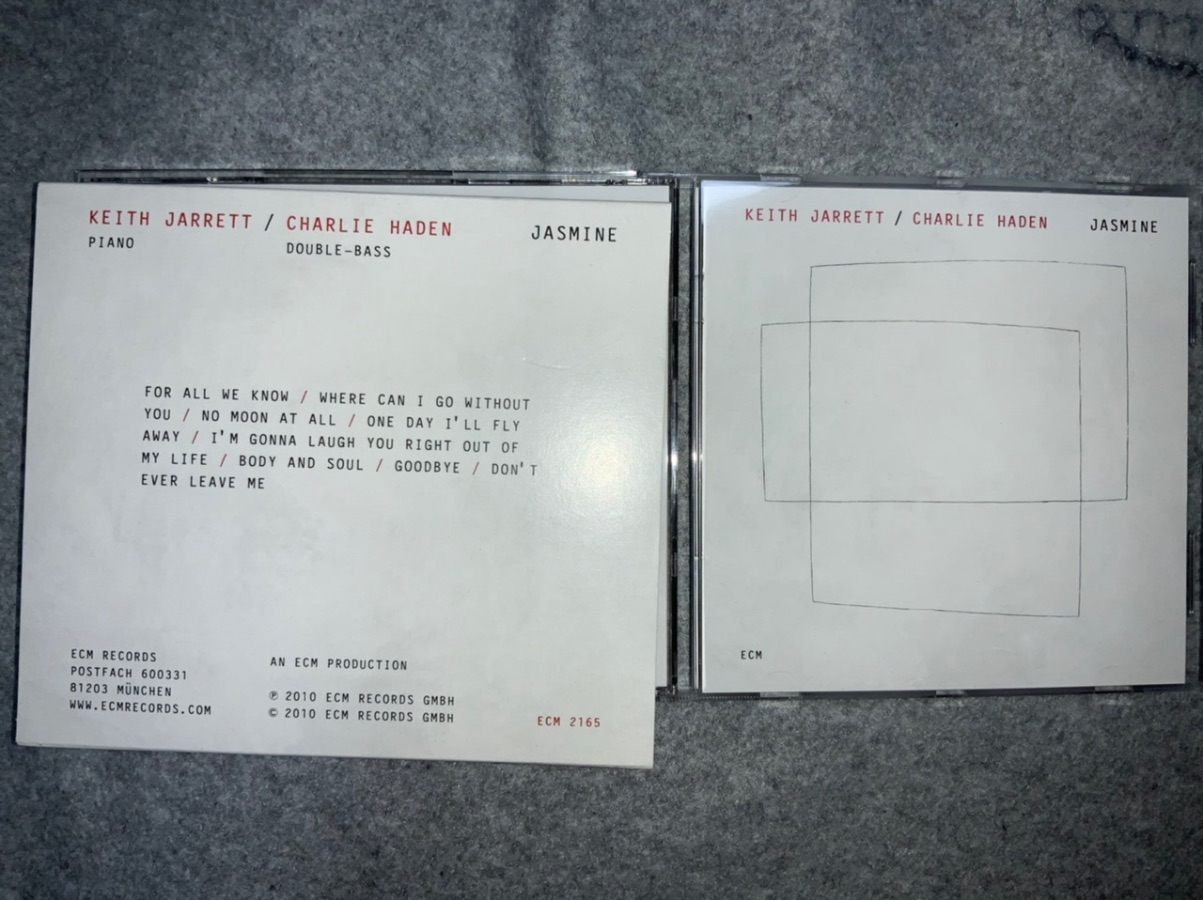 KEITH JARRETT / CHARLIE HADEN JASMINE
PIANO DOUBLE-BASS
FOR ALL WE KNOW / WHERE CAN I GO WITHOUT
YOU / NO MOON AT ALL / ONE DAY I'LL FLY
AWAY / I'M GONNA LAUGH YOU RIGHT OUT OF
MY LIFE / BODY AND SOUL / GOODBYE / DON'T
EVER LEAVE ME
ECM RECORDS
POSTFACH 600331
81203 MÜNCHEN
WWW.ECMRECORDS.COM
AN ECM PRODUCTION
℗ 2010 ECM RECORDS GMBH
© 2010 ECM RECORDS GMBH
ECM 2165
KEITH JARRETT / CHARLIE HADEN JASMINE
ECM